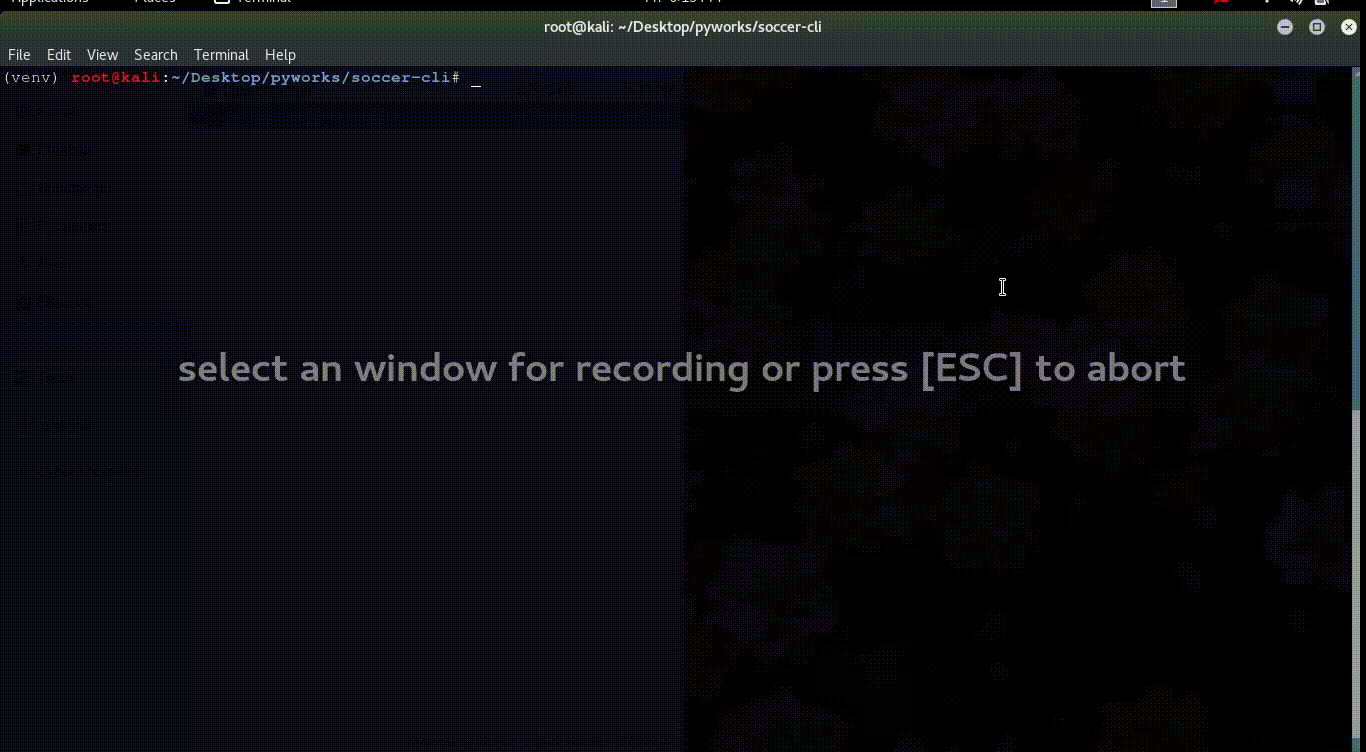 Applications Places Terminal
root@kali: ~/Desktop/pyworks/soccer-cli
File Edit View Search Terminal Help
(venv) root@kali:~/Desktop/pyworks/soccer-cli# _
select an window for recording or press [ESC] to abort